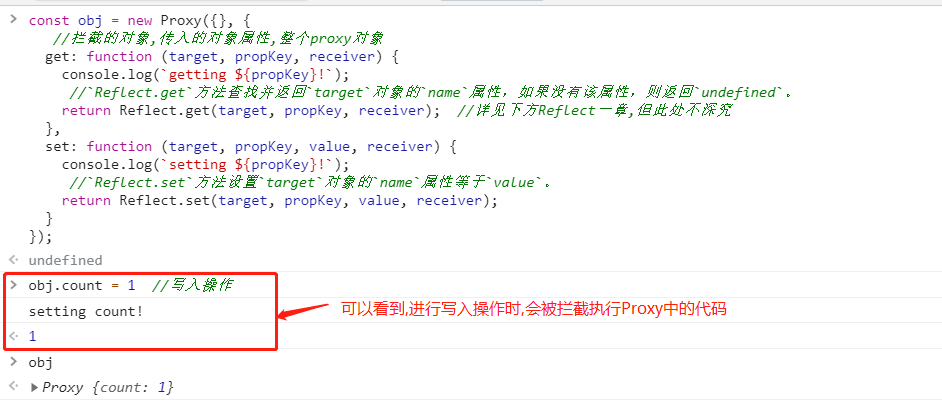 const obj = new Proxy({}, {
//拦截的对象,传入的对象属性,整个proxy对象
get: function (target, propKey, receiver) {
console.log(`getting ${propKey}!`);
//`Reflect.get`方法查找并返回`target`对象的`name`属性，如果没有该属性，则返回`undefined`。
return Reflect.get(target, propKey, receiver); //详见下方Reflect一章,但此处不深究
},
set: function (target, propKey, value, receiver) {
console.log(`setting ${propKey}!`);
//`Reflect.set`方法设置`target`对象的`name`属性等于`value`。
return Reflect.set(target, propKey, value, receiver);
}
});
undefined
obj.count = 1 //写入操作
setting count!
可以看到,进行写入操作时,会被拦截执行Proxy中的代码
1
obj
Proxy {count: 1}